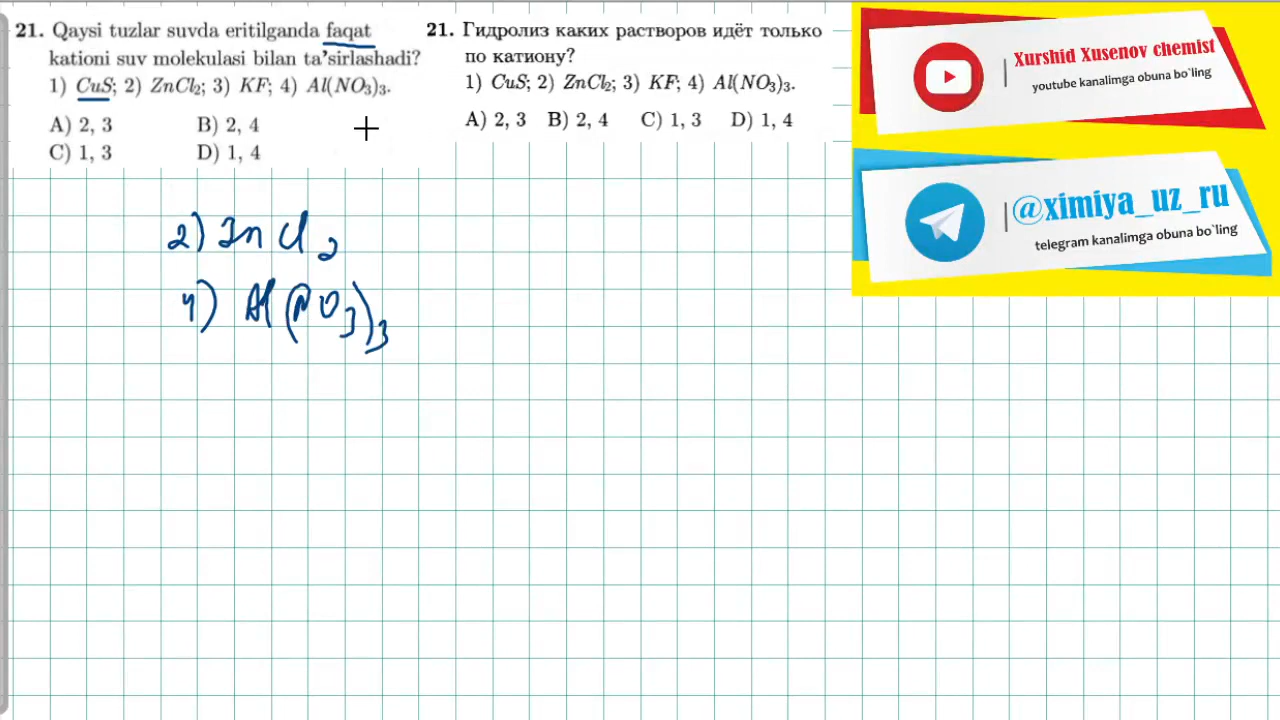 21. Qaysi tuzlar suvda eritilganda faqat
kationi suv molekulasi bilan ta'sirlashadi?
1) CuS; 2) ZnCl₂; 3) KF; 4) Al(NO₃)₃.
A) 2, 3 B) 2, 4
C) 1, 3 D) 1, 4
21. Гидролиз каких растворов идёт только
по катиону?
1) CuS; 2) ZnCl₂; 3) KF; 4) Al(NO₃)₃.
A) 2, 3 B) 2, 4 C) 1, 3 D) 1, 4
2) ZnCl₂
4) Al(NO₃)₃
Xurshid Xusenov chemist
youtube kanalimga obuna bo`ling
@ximiya_uz_ru
telegram kanalimga obuna bo`ling